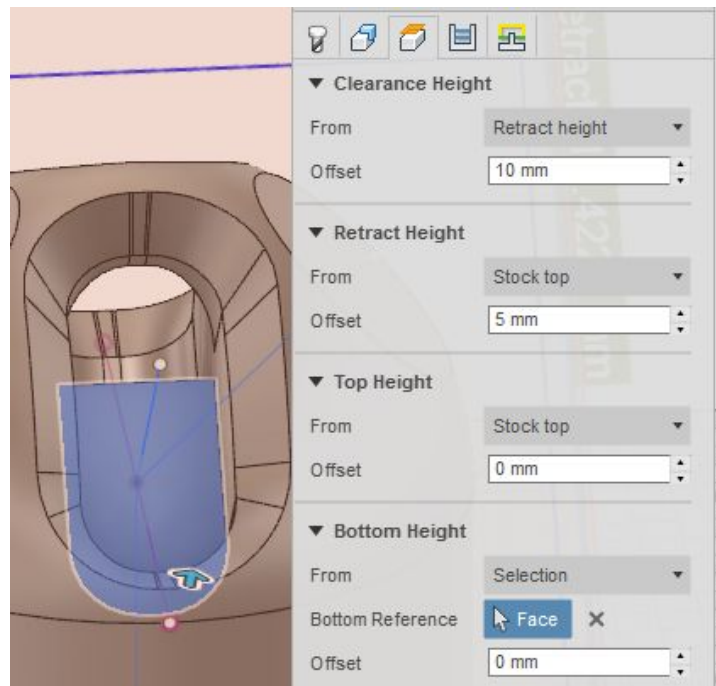 Clearance Height
From Retract height
Offset 10 mm
Retract Height
From Stock top
Offset 5 mm
Top Height
From Stock top
Offset 0 mm
Bottom Height
From Selection
Bottom Reference Face
Offset 0 mm